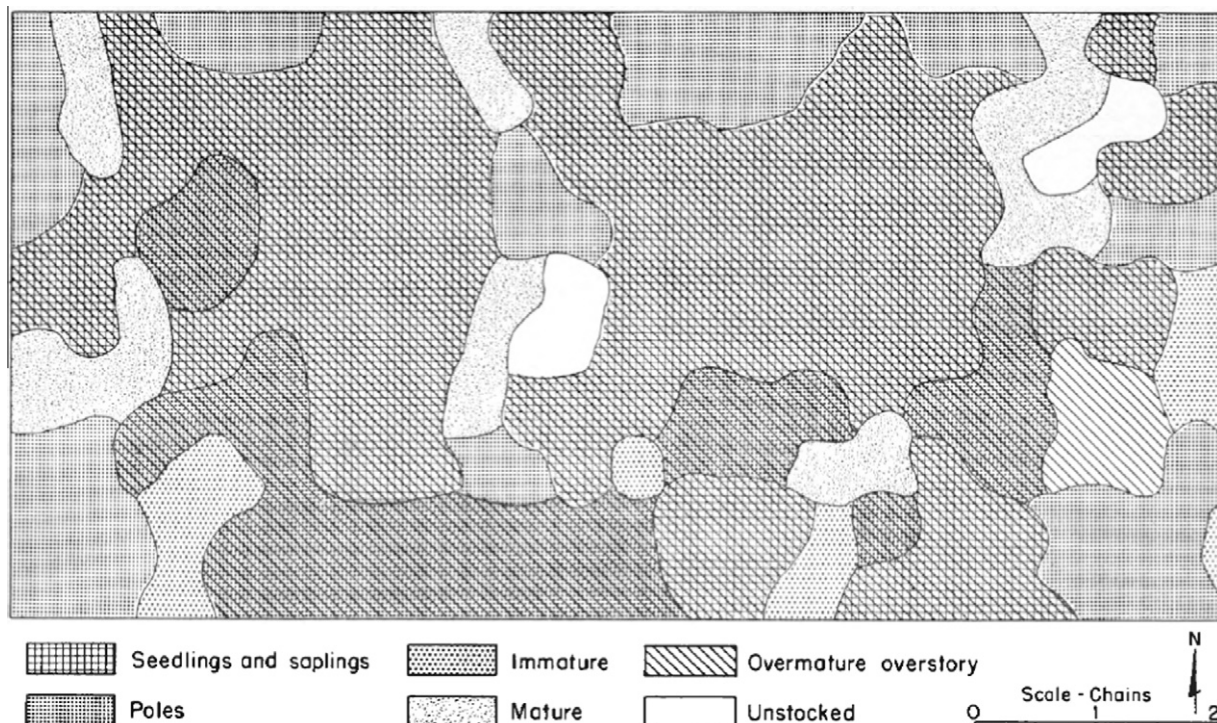 Seedlings and saplings
Immature
Overmature overstory
N
Poles
Mature
Unstocked
Scale - Chains
0 1 2